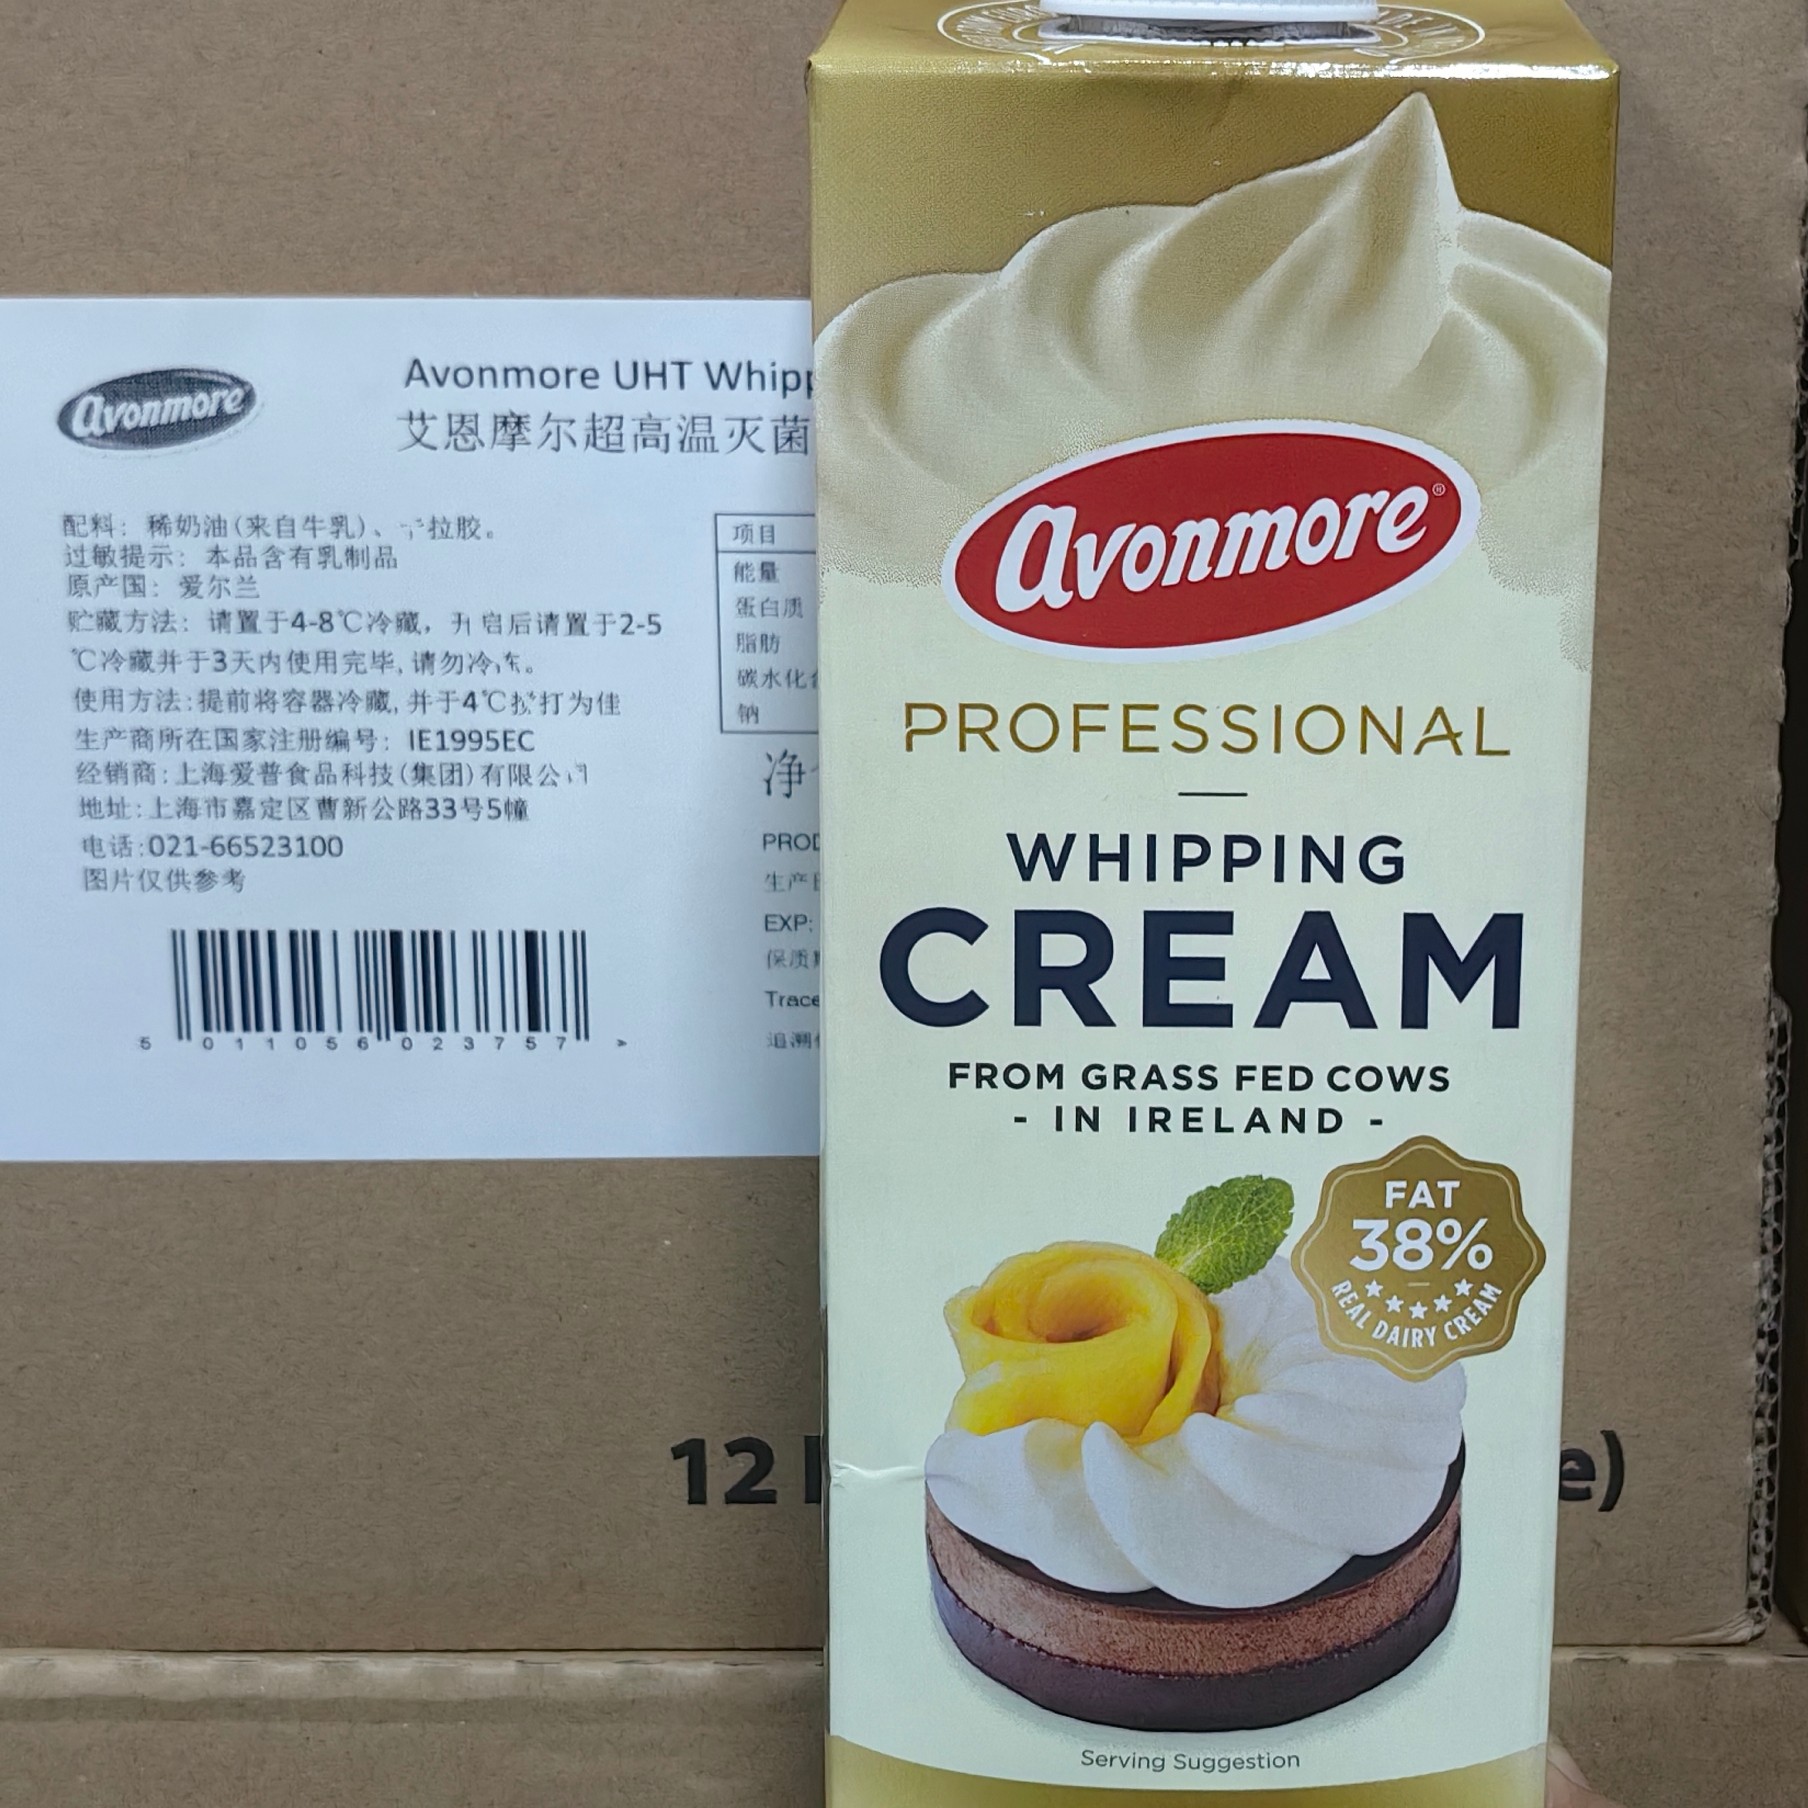 avonmore
Avonmore UHT
艾恩摩尔超高温灭菌
配料：稀奶油（来自牛乳）、拉胶。
过敏提示：本品含有乳制品
原产国：爱尔兰
贮藏方法：请置于4-8℃冷藏，开启后请置于2-5
℃冷藏并于3天内使用完毕，请勿冷冻。
使用方法：提前将容器冷藏，并于4℃打为佳
生产商所在国家注册编号：IE1995EC
经销商：上海爱普食品科技（集团）有限公司
地址：上海市嘉定区曹新公路33号5幢
电话：021-66523100
图片仅供参考
5 011056 023757 >
项目
能量
蛋白质
脂肪
碳水化
钠
净
生产
EXP:
保质
追溯
12
e)
avonmore®
PROFESSIONAL
WHIPPING
CREAM
FROM GRASS FED COWS
- IN IRELAND -
FAT
38%
REAL DAIRY CREAM
Serving Suggestion